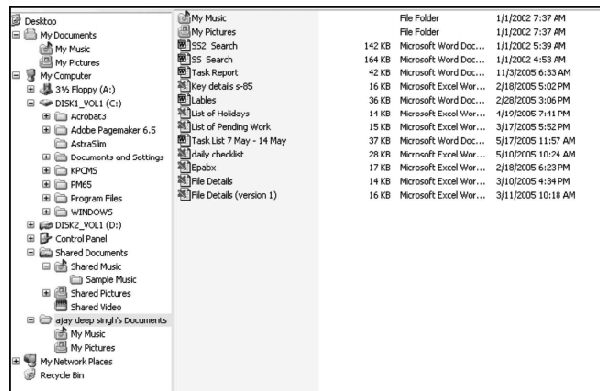 Desktop
My Documents
My Music
My Pictures
My Computer
3½ Floppy (A:)
DISK1_VOL1 (C:)
Acrobat3
Adobe Pagemaker 6.5
AstraSim
Documents and Settings
KPCMS
PM65
Program Files
WINDOWS
DISK2_VOL1 (D:)
Control Panel
Shared Documents
Shared Music
Sample Music
Shared Pictures
Shared Video
ajay deep singh's Documents
My Music
My Pictures
My Network Places
Recycle Bin
My Music File Folder 1/1/2002 7:37 AM
My Pictures File Folder 1/1/2002 7:37 AM
SS2 Search 142 KB Microsoft Word Doc... 1/1/2002 5:39 AM
SS Search 164 KB Microsoft Word Doc... 1/1/2002 4:53 AM
Task Report 42 KB Microsoft Word Doc... 11/3/2005 6:33 AM
Key details s-85 16 KB Microsoft Excel Wor... 2/18/2005 5:02 PM
Lables 36 KB Microsoft Word Doc... 2/28/2005 3:06 PM
List of Holidays 14 KB Microsoft Excel Wor... 4/19/2005 7:41 PM
List of Pending Work 15 KB Microsoft Excel Wor... 3/17/2005 5:52 PM
Task List 7 May - 14 May 37 KB Microsoft Word Doc... 5/17/2005 11:57 AM
daily checklist 28 KB Microsoft Excel Wor... 5/10/2005 10:24 AM
Epabx 17 KB Microsoft Excel Wor... 2/18/2005 6:23 PM
File Details 14 KB Microsoft Excel Wor... 3/10/2005 4:34 PM
File Details (version 1) 16 KB Microsoft Excel Wor... 3/11/2005 10:18 AM